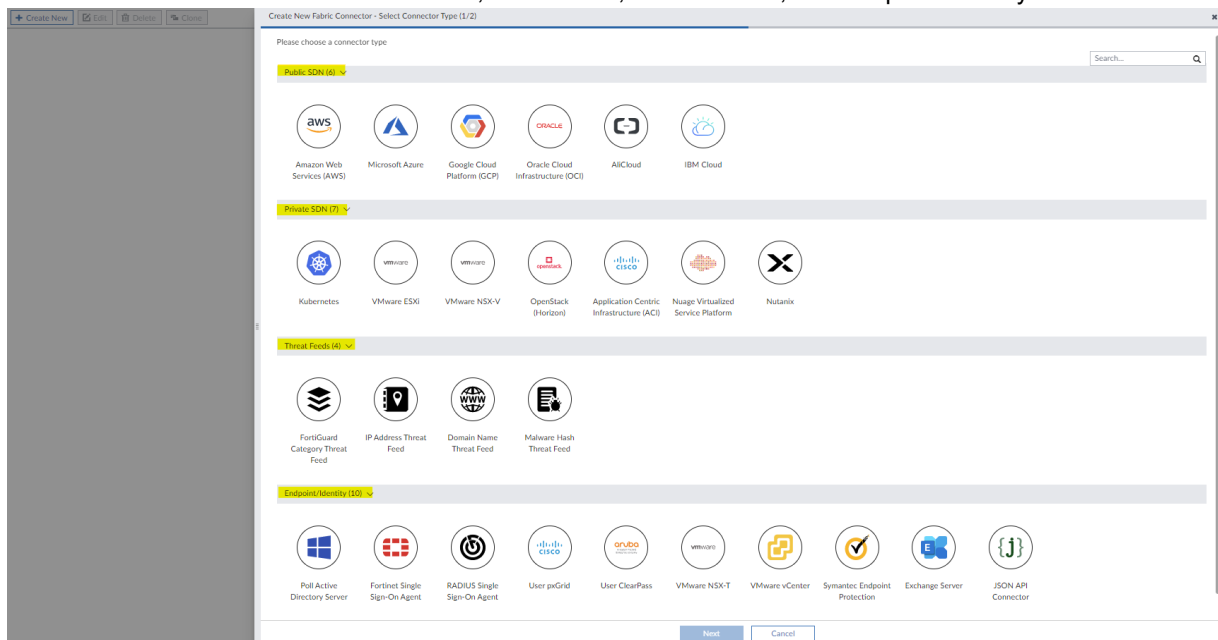 Create New
Edit
Delete
Clone
Create New Fabric Connector - Select Connector Type (1/2)
Please choose a connector type
Search...
Public SDN (6)
aws
ORACLE
Amazon Web
Services (AWS)
Microsoft Azure
Google Cloud
Platform (GCP)
Oracle Cloud
Infrastructure (OCI)
AliCloud
IBM Cloud
Private SDN (7)
vmware
vmware
openstack.
CISCO
Kubernetes
VMware ESXi
VMware NSX-V
OpenStack
(Horizon)
Application Centric
Infrastructure (ACI)
Nuage Virtualized
Service Platform
Nutanix
Threat Feeds (4)
WWW
FortiGuard
Category Threat
Feed
IP Address Threat
Feed
Domain Name
Threat Feed
Malware Hash
Threat Feed
Endpoint/Identity (10)
CISCO
aruba
vmware
E
{j}
Poll Active
Directory Server
Fortinet Single
Sign-On Agent
RADIUS Single
Sign-On Agent
User pxGrid
User ClearPass
VMware NSX-T
VMware vCenter
Symantec Endpoint
Protection
Exchange Server
JSON API
Connector
Next
Cancel